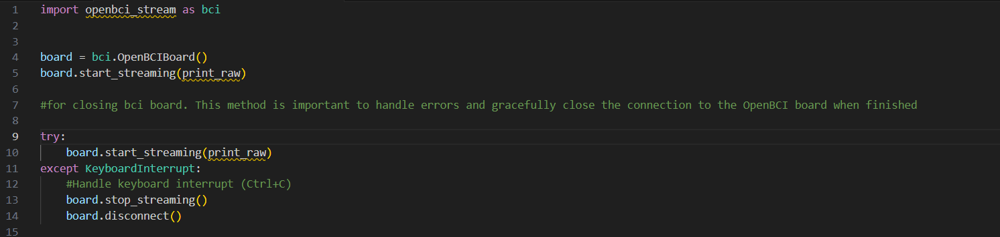 1 import openbci_stream as bci
2
3
4 board = bci.OpenBCIBoard()
5 board.start_streaming(print_raw)
6
7 #for closing bci board. This method is important to handle errors and gracefully close the connection to the OpenBCI board when finished
8
9 try:
10     board.start_streaming(print_raw)
11 except KeyboardInterrupt:
12     #Handle keyboard interrupt (Ctrl+C)
13     board.stop_streaming()
14     board.disconnect()
15